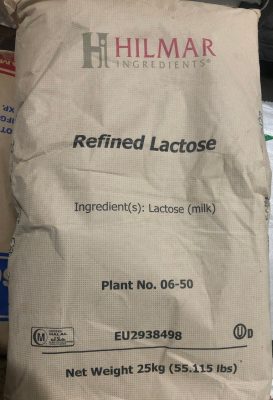 HILMAR
INGREDIENTS®
Refined Lactose
Ingredient(s): Lactose (milk)
Plant No. 06-50
EU2938498
Net Weight 25kg (55.115 lbs)